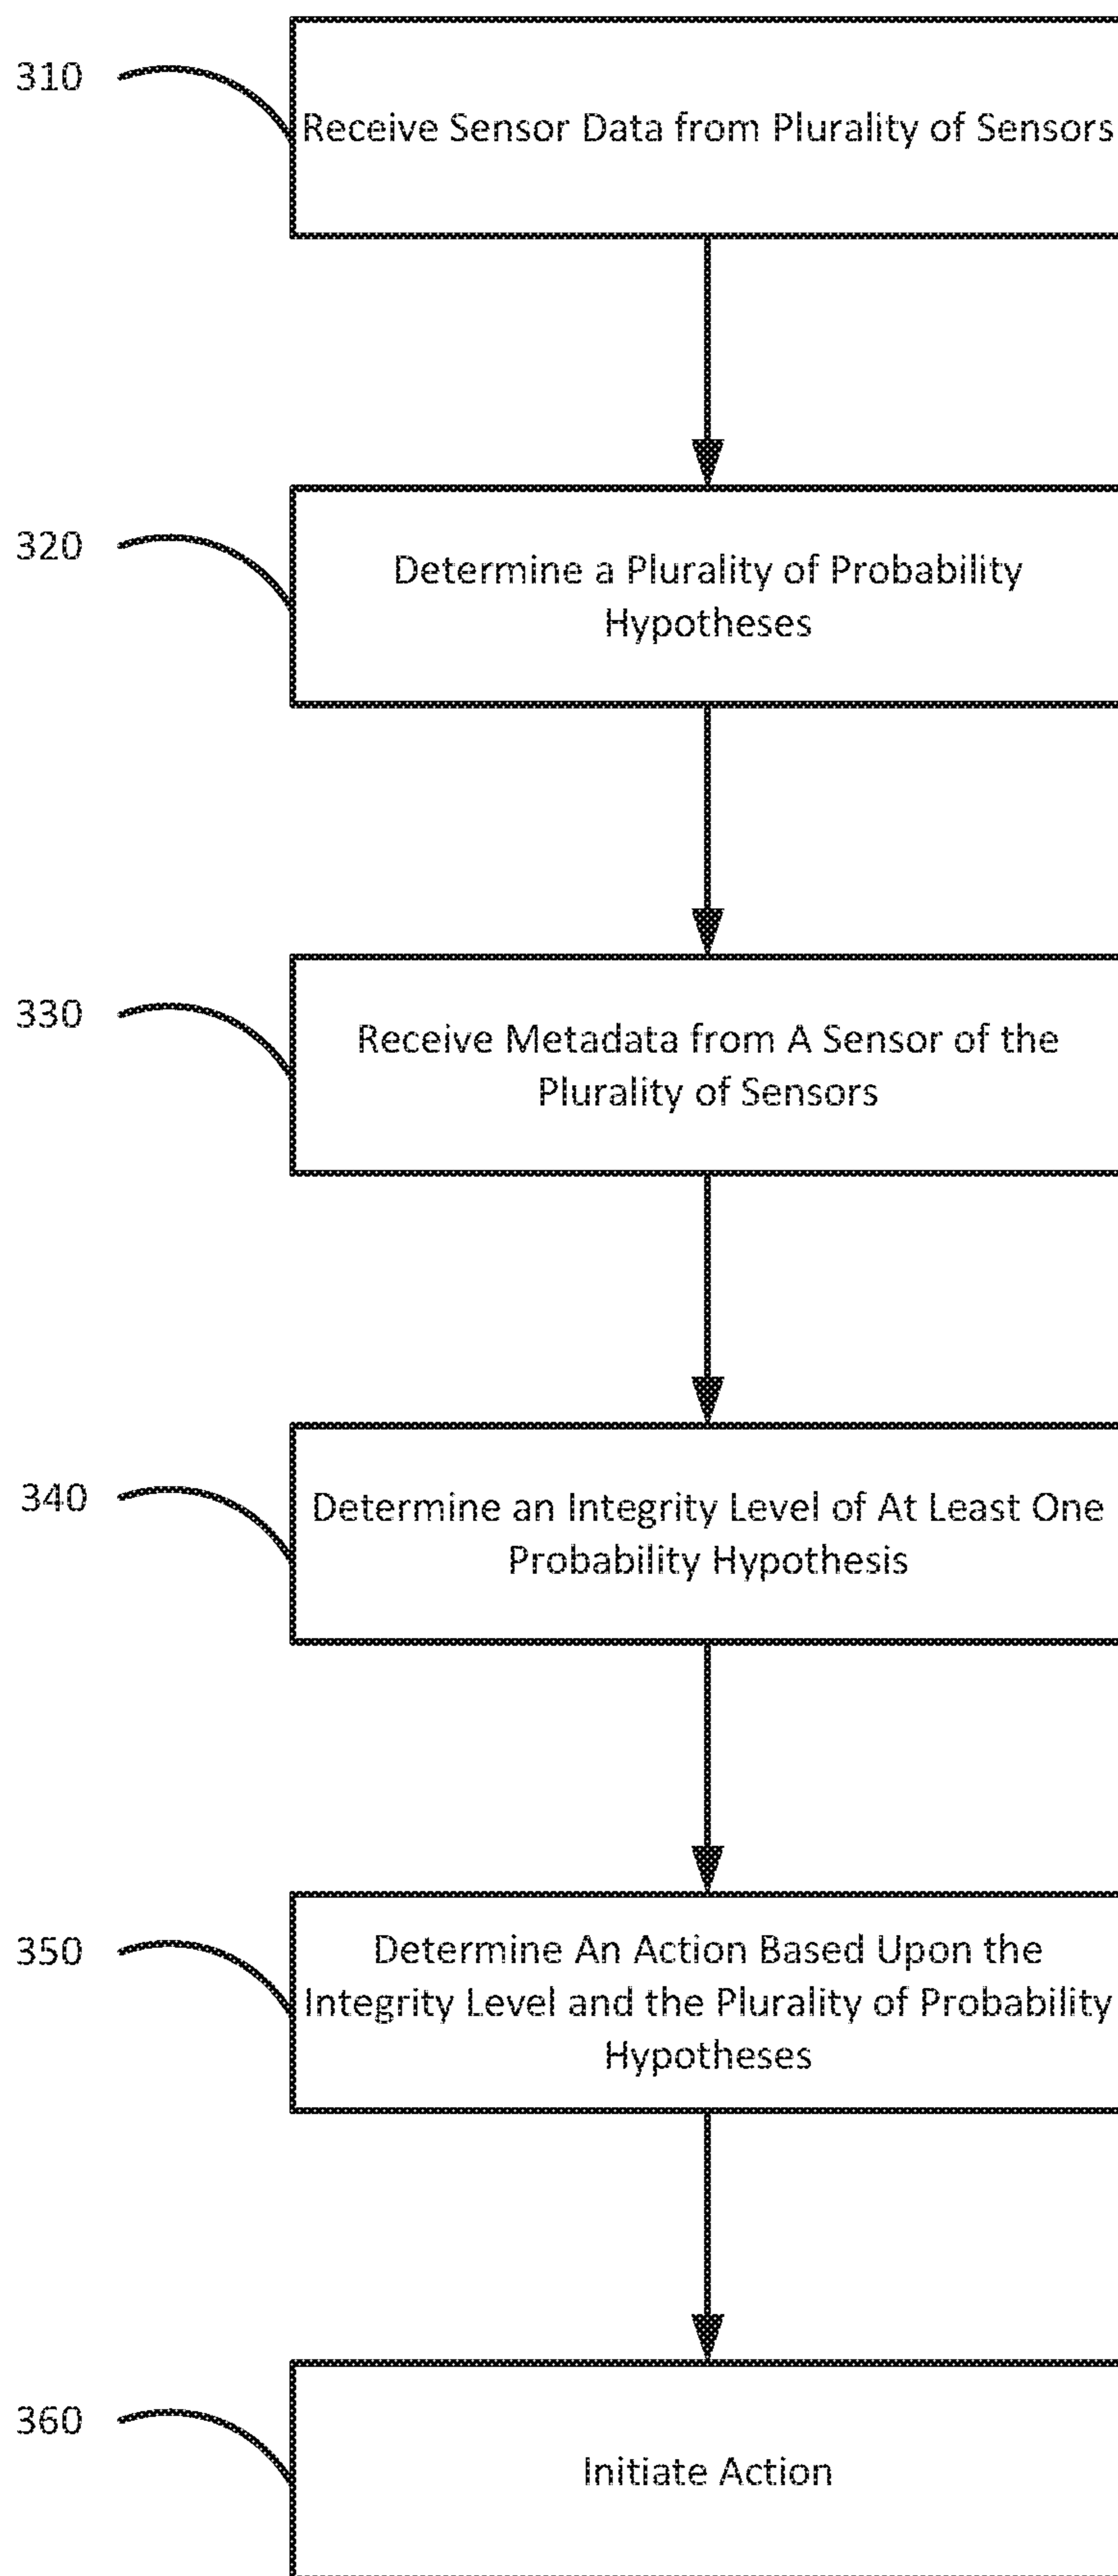 310
Receive Sensor Data from Plurality of Sensors
320
Determine a Plurality of Probability
Hypotheses
330
Receive Metadata from A Sensor of the
Plurality of Sensors
340
Determine an Integrity Level of At Least One
Probability Hypothesis
350
Determine An Action Based Upon the
Integrity Level and the Plurality of Probability
Hypotheses
360
Initiate Action